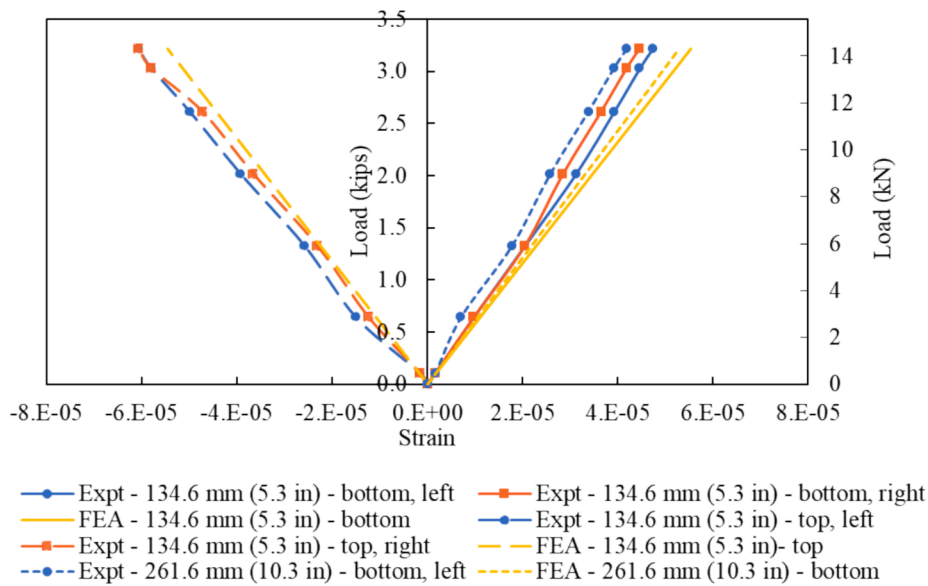 3.5
3.0
2.5
2.0
1.5
1.0
0.5
0.0
Load (kips)
14
12
10
8
6
4
2
0
Load (kN)
-8.E-05 -6.E-05 -4.E-05 -2.E-05 0.E+00 2.E-05 4.E-05 6.E-05 8.E-05
Strain
Expt - 134.6 mm (5.3 in) - bottom, left
Expt - 134.6 mm (5.3 in) - bottom, right
FEA - 134.6 mm (5.3 in) - bottom
Expt - 134.6 mm (5.3 in) - top, left
Expt - 134.6 mm (5.3 in) - top, right
FEA - 134.6 mm (5.3 in)- top
Expt - 261.6 mm (10.3 in) - bottom, left
FEA - 261.6 mm (10.3 in) - bottom